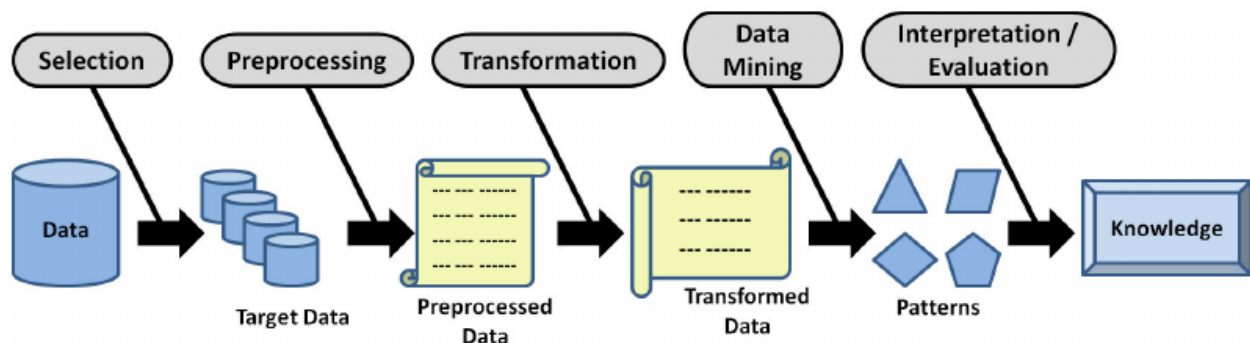 Selection
Preprocessing
Transformation
Data
Mining
Interpretation /
Evaluation
Data
Target Data
--- --- ------
--- --- ------
--- --- ------
--- --- ------
Preprocessed
Data
--- ------
--- ------
--- ------
Transformed
Data
Patterns
Knowledge